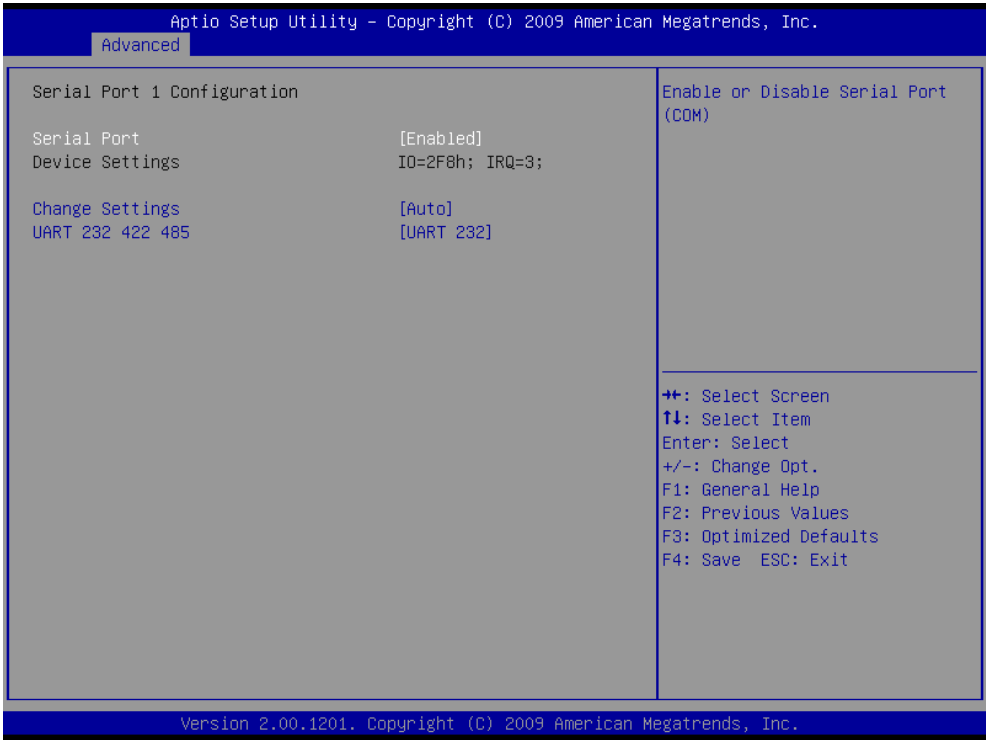 Aptio Setup Utility – Copyright (C) 2009 American Megatrends, Inc.
Advanced
Serial Port 1 Configuration
Serial Port [Enabled]
Device Settings IO=2F8h; IRQ=3;
Change Settings [Auto]
UART 232 422 485 [UART 232]
Enable or Disable Serial Port
(COM)
→←: Select Screen
↑↓: Select Item
Enter: Select
+/-: Change Opt.
F1: General Help
F2: Previous Values
F3: Optimized Defaults
F4: Save ESC: Exit
Version 2.00.1201. Copyright (C) 2009 American Megatrends, Inc.